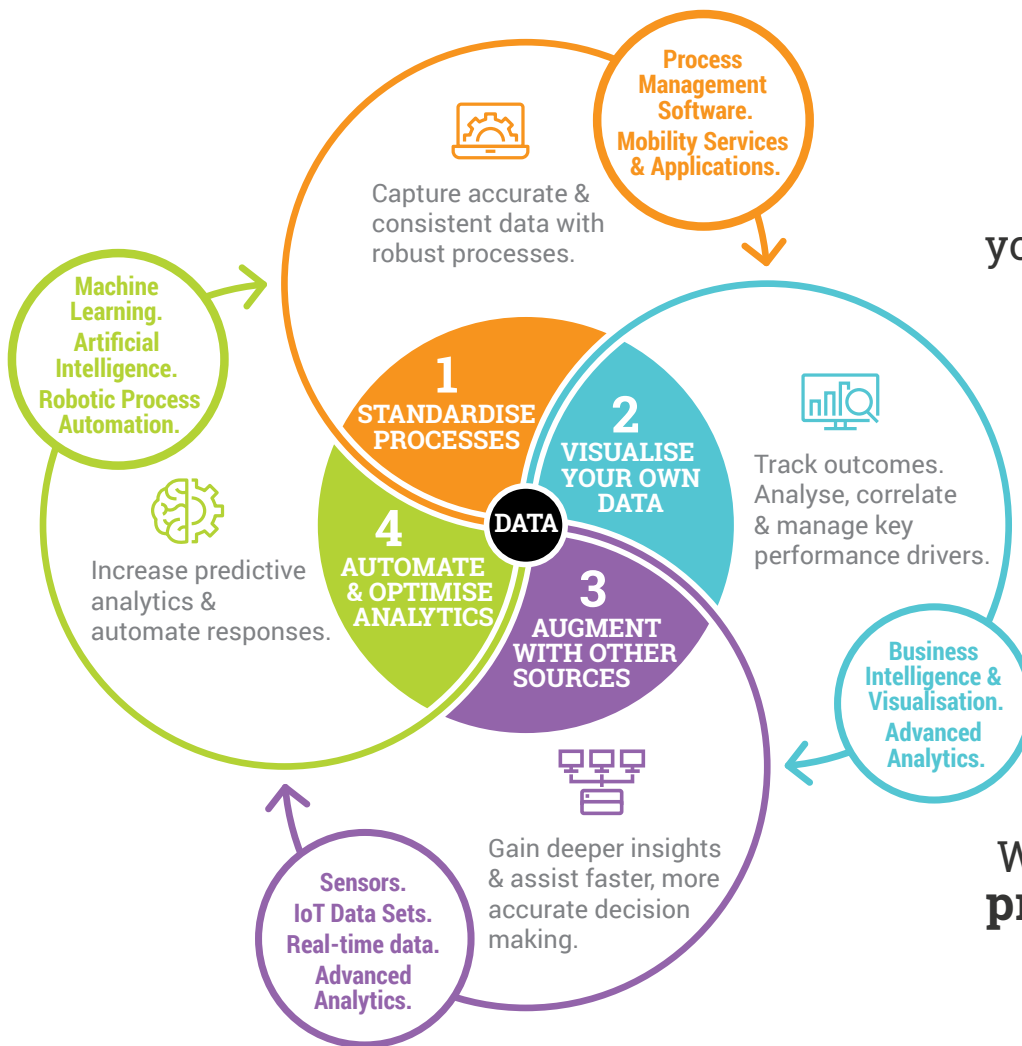 Process
Management
Software.
Mobility Services
& Applications.
Capture accurate &
consistent data with
robust processes.
1
STANDARDISE
PROCESSES
2
VISUALISE
YOUR OWN
DATA
Track outcomes.
Analyse, correlate
& manage key
performance drivers.
Business
Intelligence &
Visualisation.
Advanced
Analytics.
DATA
3
AUGMENT
WITH OTHER
SOURCES
Gain deeper insights
& assist faster, more
accurate decision
making.
Sensors.
IoT Data Sets.
Real-time data.
Advanced
Analytics.
4
AUTOMATE
& OPTIMISE
ANALYTICS
Increase predictive
analytics &
automate responses.
Machine
Learning.
Artificial
Intelligence.
Robotic Process
Automation.